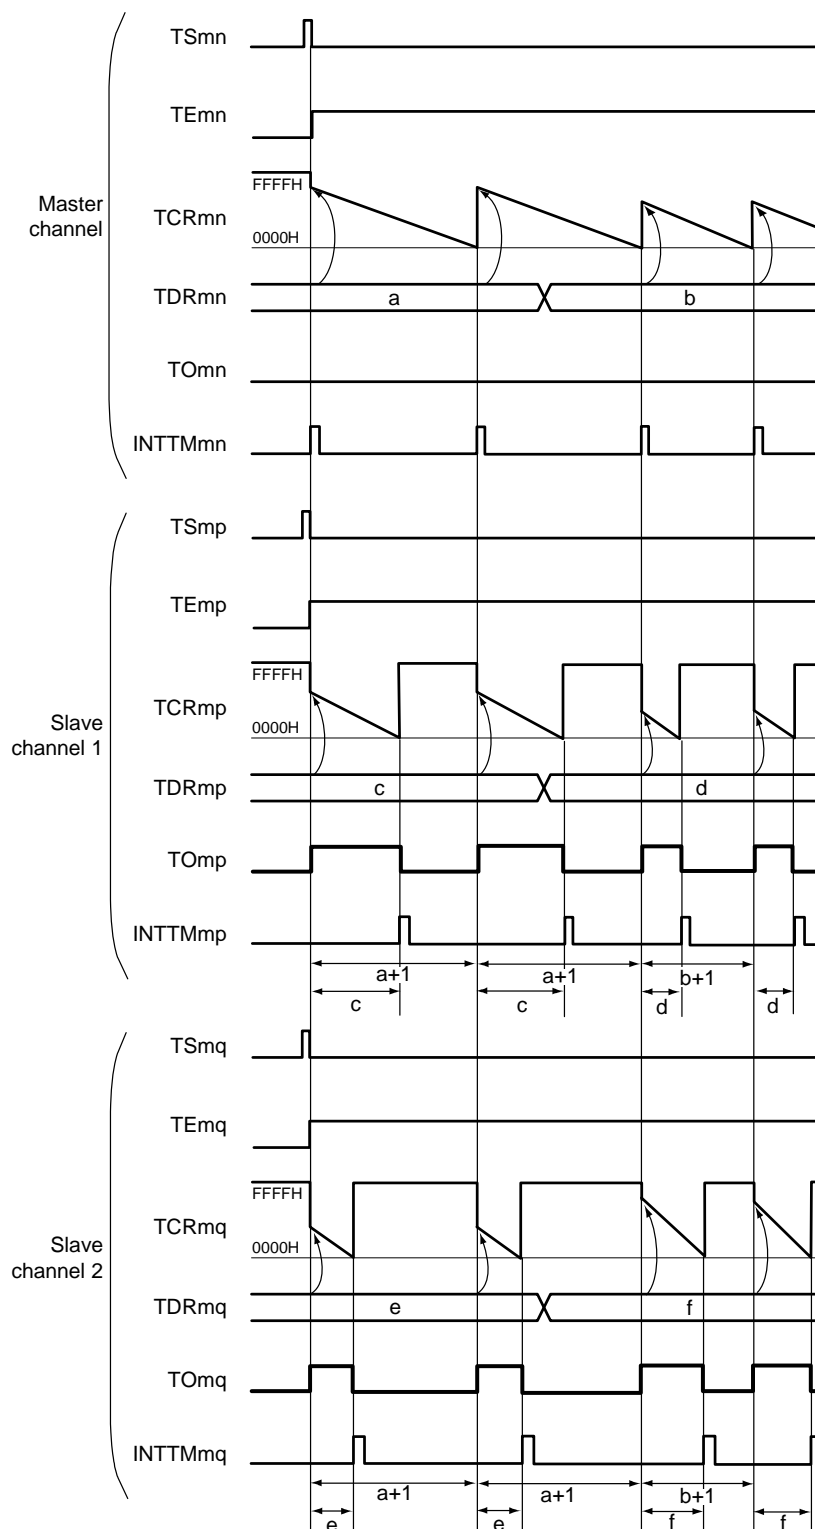 TSmn
TEmn
FFFFH
Master
channel
TCRmn
0000H
TDRmn
a
b
TOmn
INTTMmn
TSmp
TEmp
FFFFH
TCRmp
Slave
channel 1
0000H
TDRmp
c
d
TOmp
INTTMmp
a+1
a+1
b+1
c
c
d
d
TSmq
TEmq
FFFFH
TCRmq
Slave
channel 2
0000H
TDRmq
e
f
TOmq
INTTMmq
a+1
a+1
b+1
e
e
f
f